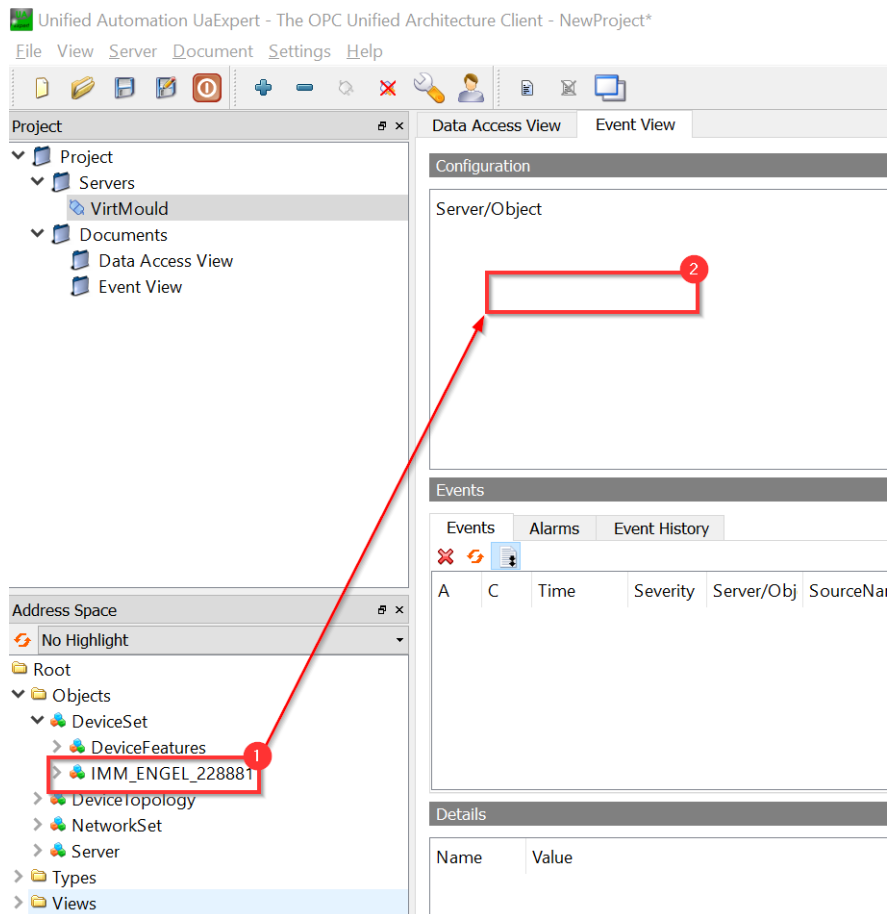 Unified Automation UaExpert - The OPC Unified Architecture Client - NewProject*
File View Server Document Settings Help
Project
Project
Servers
VirtMould
Documents
Data Access View
Event View
Data Access View Event View
Configuration
Server/Object
2
Events
Events Alarms Event History
A C Time Severity Server/Obj SourceNar
Address Space
No Highlight
Root
Objects
DeviceSet
DeviceFeatures
1
IMM_ENGEL_228881
DeviceTopology
NetworkSet
Server
Types
Views
Details
Name Value